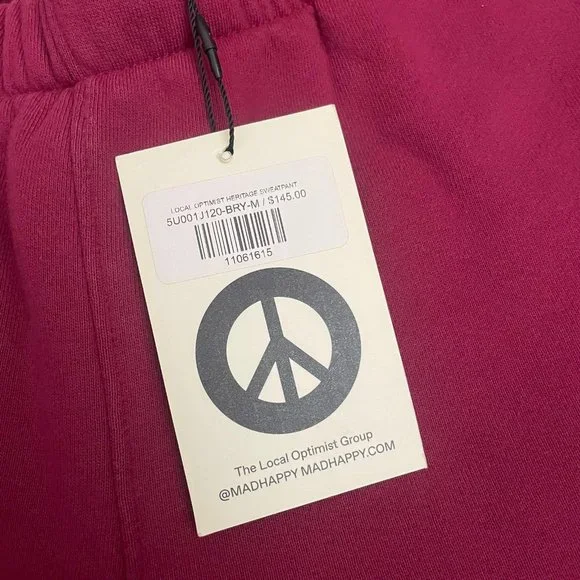 LOCAL OPTIMIST HERITAGE SWEATPANT
5U001J120-BRY-M / $145.00
11061615
The Local Optimist Group
@MADHAPPY MADHAPPY.COM